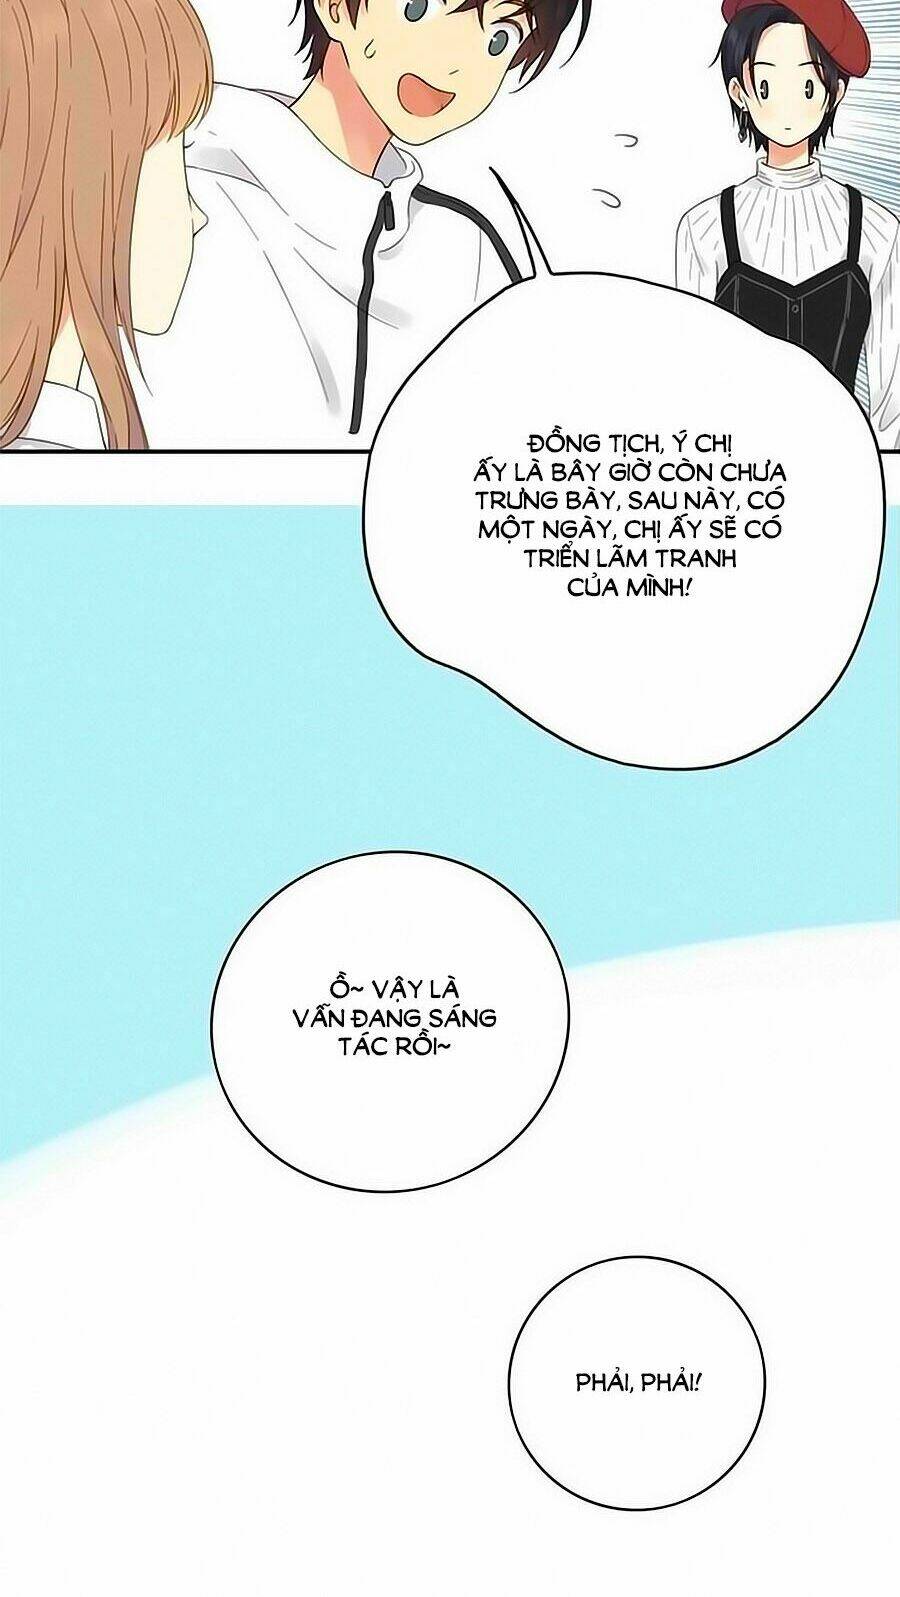 ĐỒNG TỊCH, Ý CHỊ
ẤY LÀ BÂY GIỜ CÒN CHƯA
TRƯNG BÀY, SAU NÀY, CÓ
MỘT NGÀY, CHỊ ẤY SẼ CÓ
TRIỂN LÃM TRANH
CỦA MÌNH!
Ồ~ VẬY LÀ
VẪN ĐANG SÁNG
TÁC RỒI~
PHẢI, PHẢI!